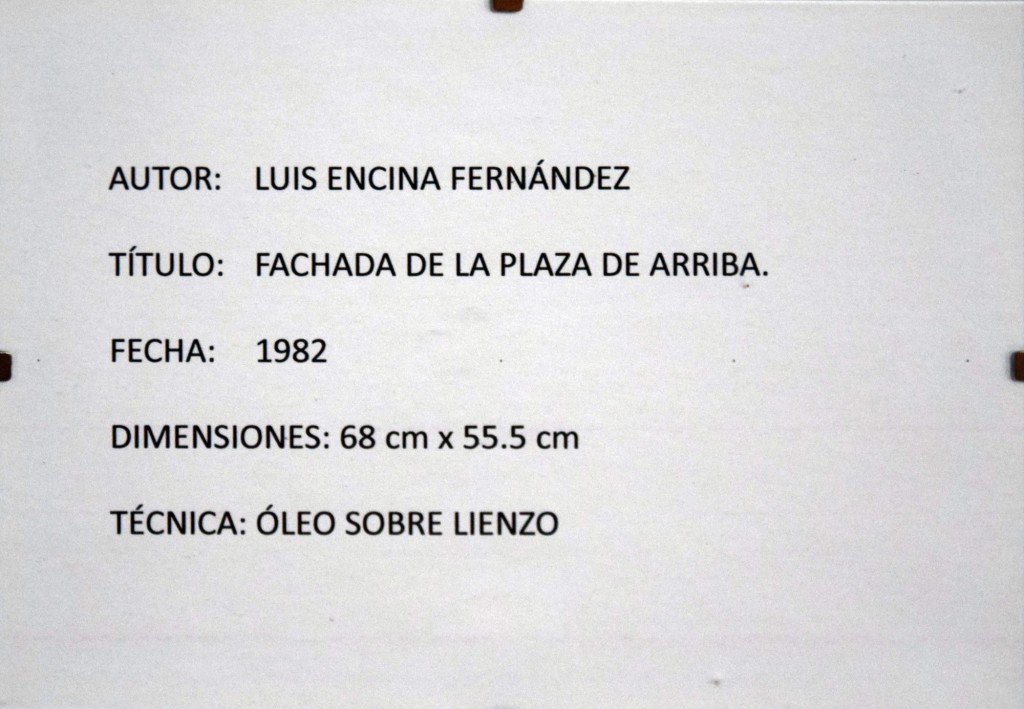 AUTOR: LUIS ENCINA FERNÁNDEZ
TÍTULO: FACHADA DE LA PLAZA DE ARRIBA.
FECHA: 1982
DIMENSIONES: 68 cm x 55.5 cm
TÉCNICA: ÓLEO SOBRE LIENZO